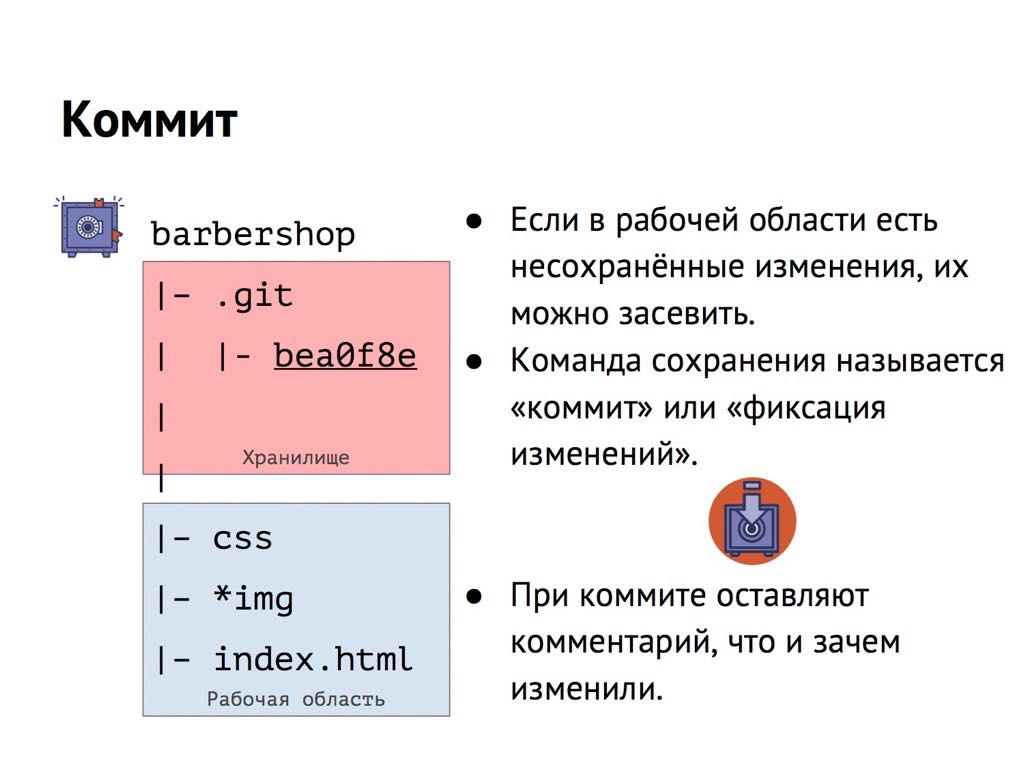 Коммит
barbershop
|– .git
|  |- bea0f8e
|
Хранилище
|
|– css
|– *img
|– index.html
Рабочая область
● Если в рабочей области есть
несохранённые изменения, их
можно засевить.
● Команда сохранения называется
«коммит» или «фиксация
изменений».
● При коммите оставляют
комментарий, что и зачем
изменили.